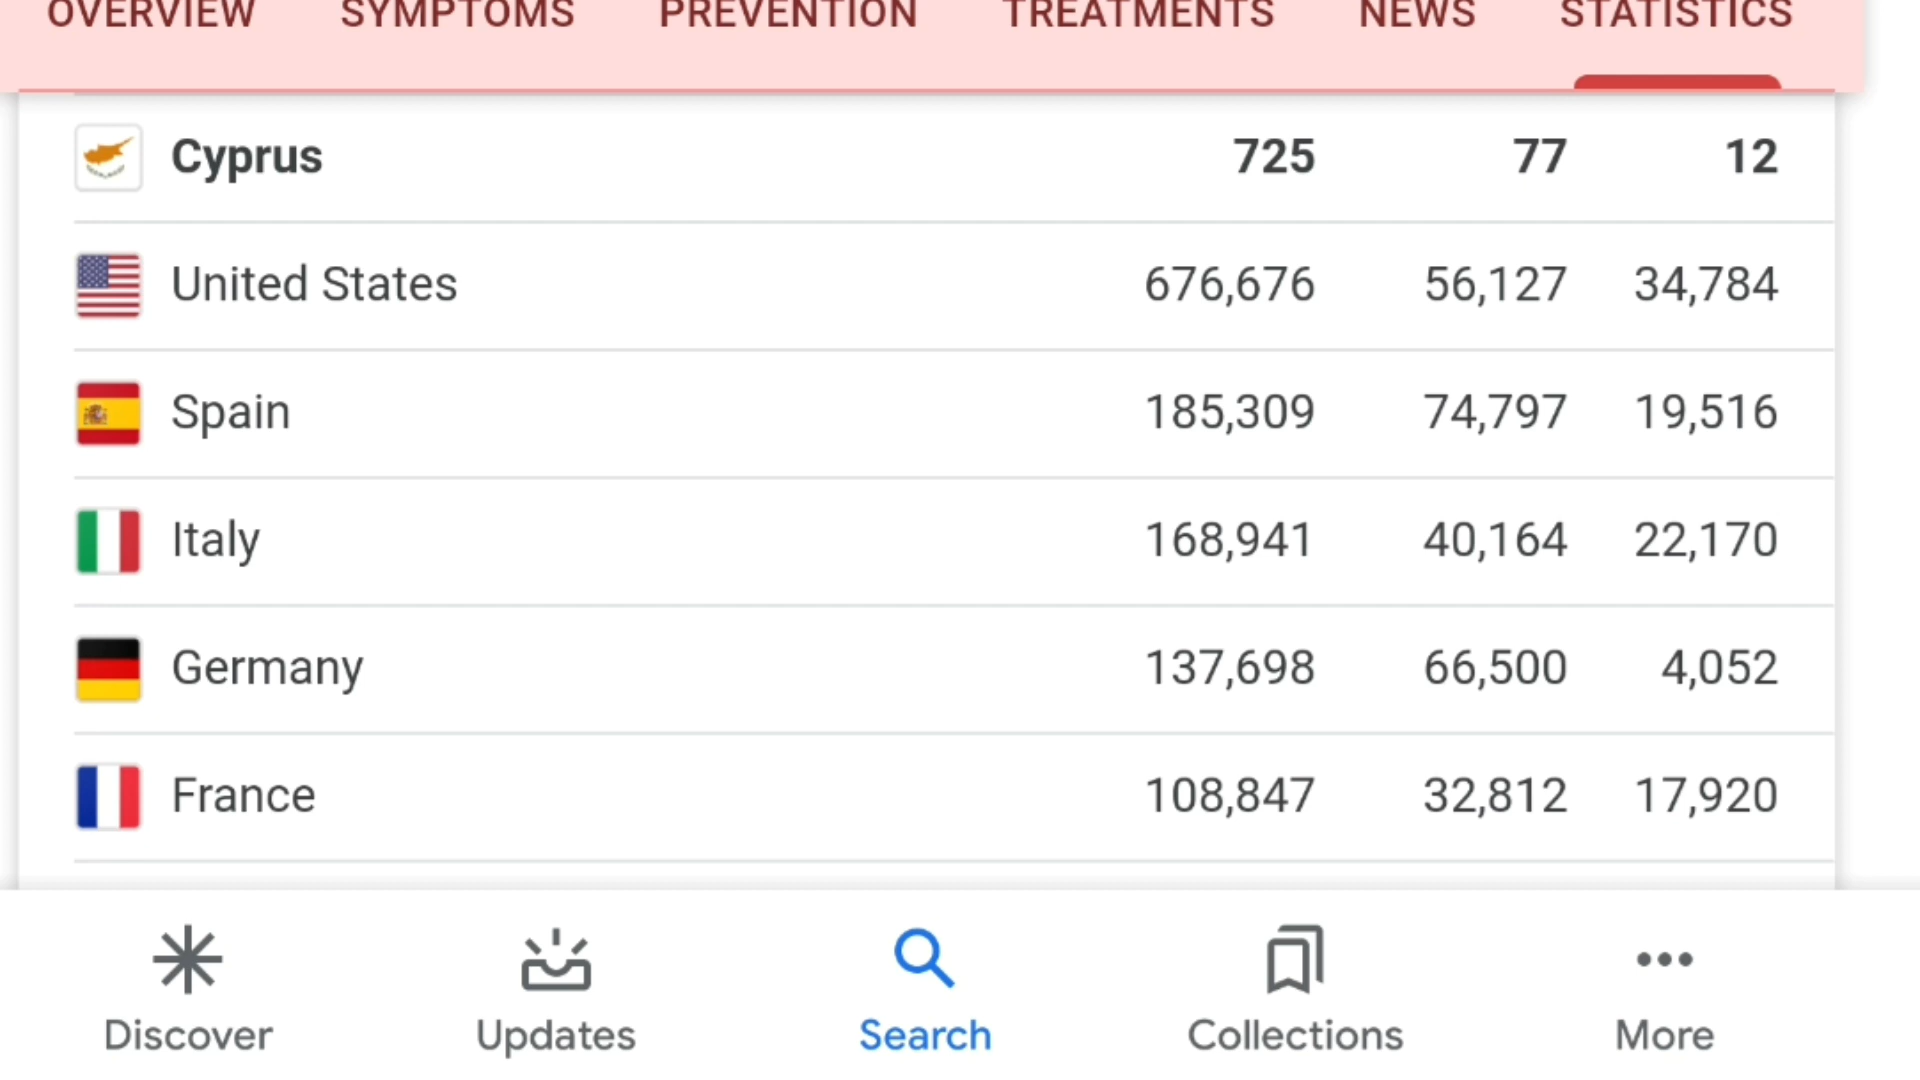 OVERVIEW SYMPTOMS PREVENTION TREATMENTS NEWS STATISTICS
Cyprus 725 77 12
United States 676,676 56,127 34,784
Spain 185,309 74,797 19,516
Italy 168,941 40,164 22,170
Germany 137,698 66,500 4,052
France 108,847 32,812 17,920
Discover Updates Search Collections More